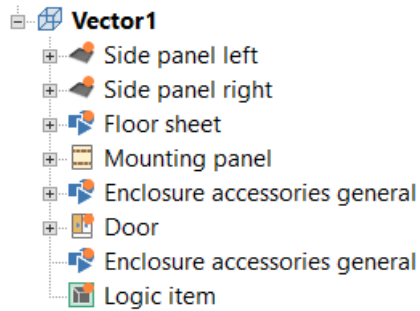 Vector1
Side panel left
Side panel right
Floor sheet
Mounting panel
Enclosure accessories general
Door
Enclosure accessories general
Logic item